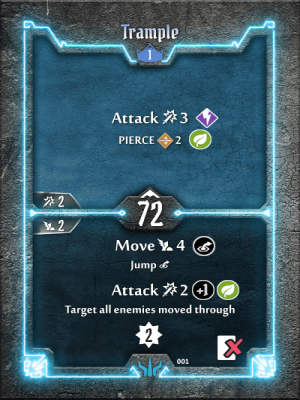 Trample
1
Attack 3
PIERCE 2
2
72
2
Move 4
Jump
Attack 2 +1
Target all enemies moved through
2
001